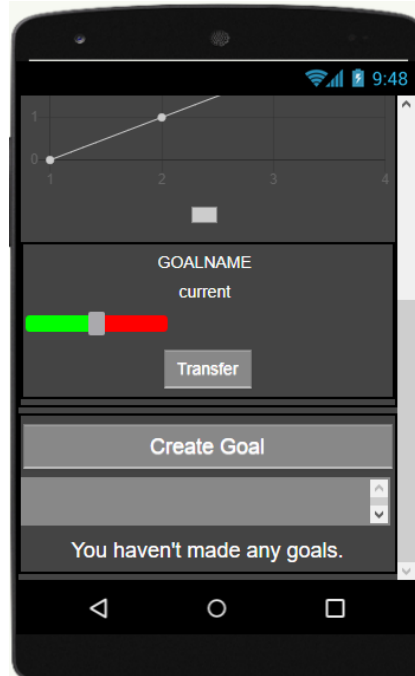 9:48
1
0
1 2 3 4
GOALNAME
current
Transfer
Create Goal
You haven't made any goals.